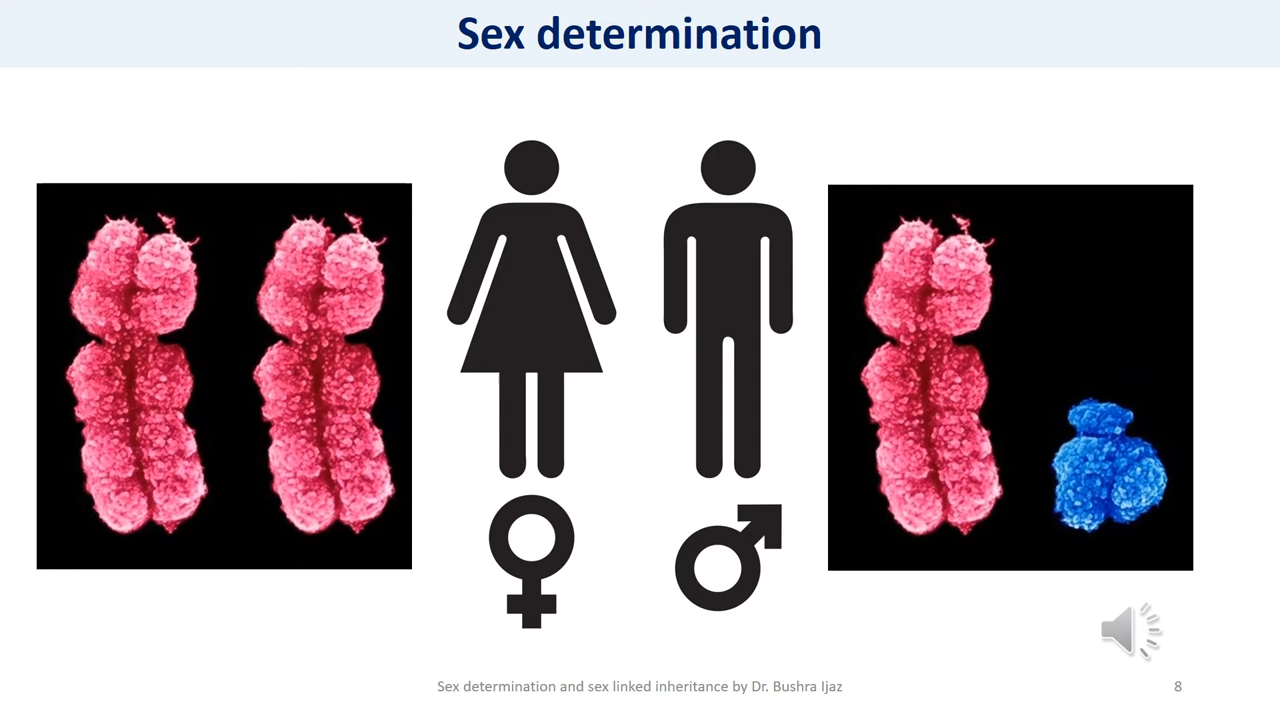 Sex determination
Sex determination and sex linked inheritance by Dr. Bushra Ijaz
8